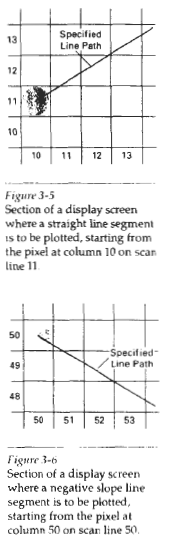 Specified
Line Path
13
12
11
10
10 11 12 13
Figure 3-5
Section of a display screen
where a straight line segment
is to be plotted, starting from
the pixel at column 10 on scan
line 11
50
Specified
Line Path
49
48
50 51 52 53
Figure 3-6
Section of a display screen
where a negative slope line
segment is to be plotted,
starting from the pixel at
column 50 on scan line 50.